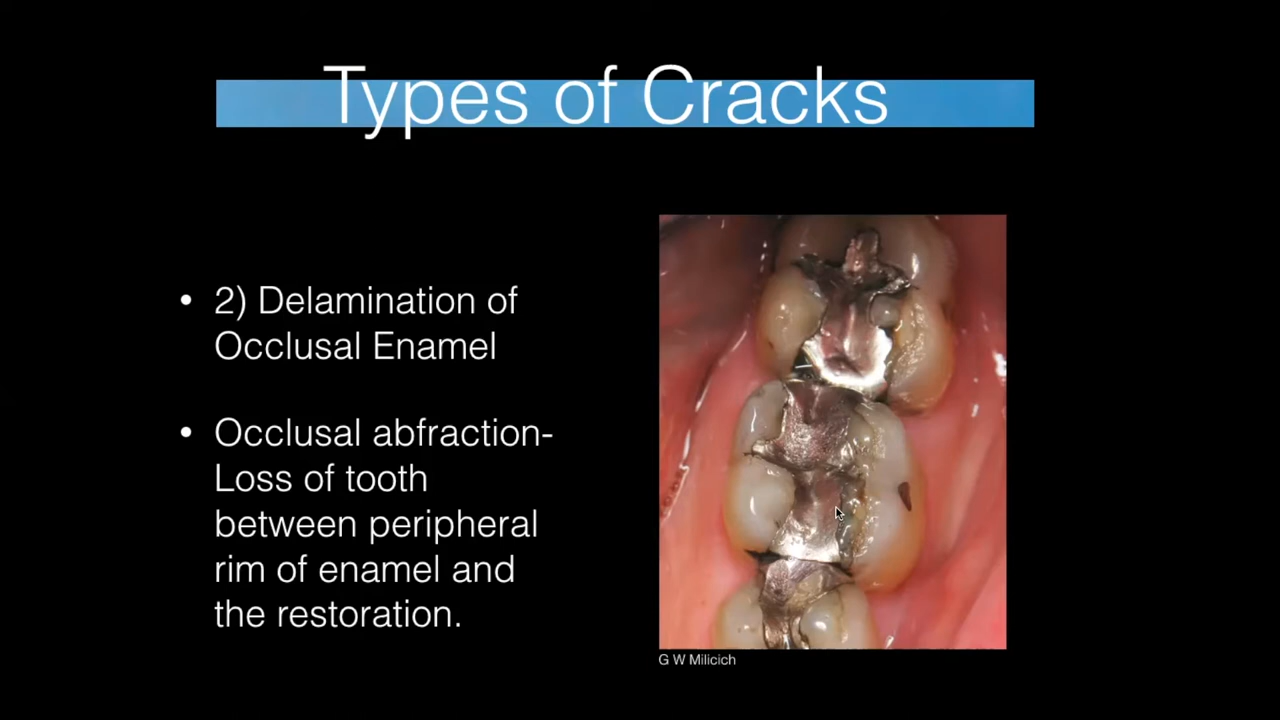 Types of Cracks
• 2) Delamination of
Occlusal Enamel
• Occlusal abfraction-
Loss of tooth
between peripheral
rim of enamel and
the restoration.
G W Milicich